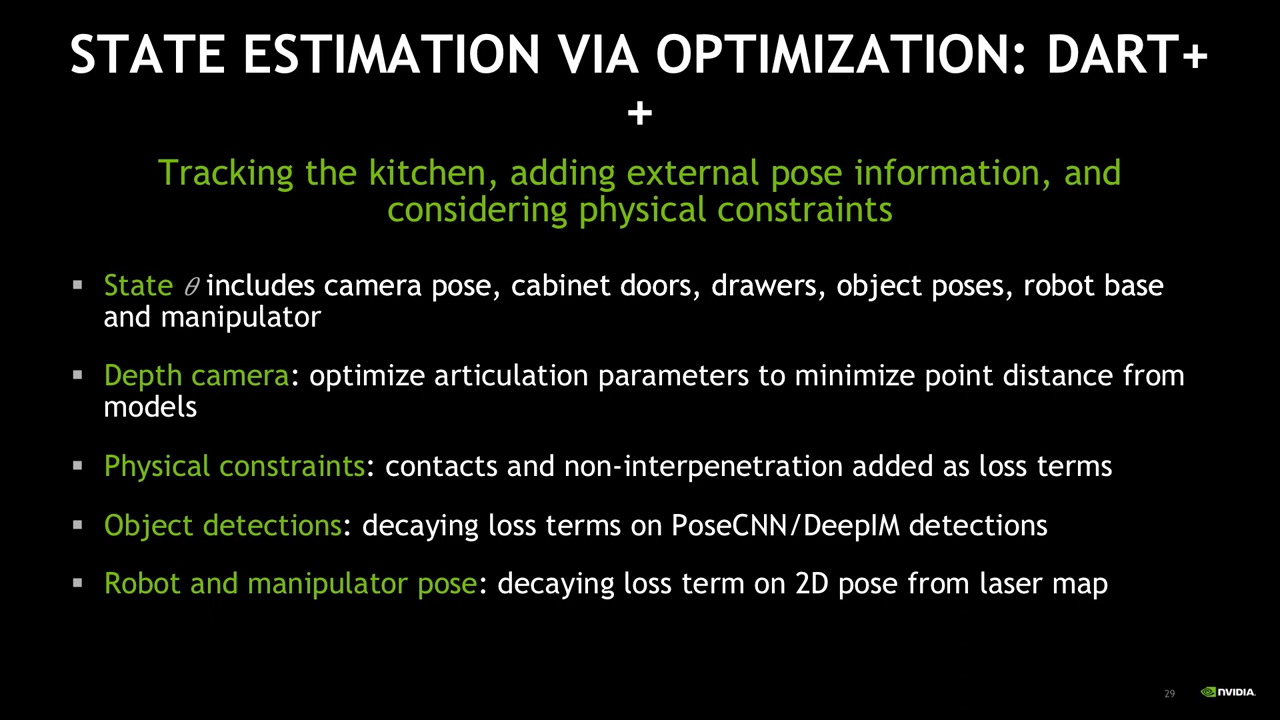 STATE ESTIMATION VIA OPTIMIZATION: DART+
+
Tracking the kitchen, adding external pose information, and
considering physical constraints
▪ State θ includes camera pose, cabinet doors, drawers, object poses, robot base
and manipulator
▪ Depth camera: optimize articulation parameters to minimize point distance from
models
▪ Physical constraints: contacts and non-interpenetration added as loss terms
▪ Object detections: decaying loss terms on PoseCNN/DeepIM detections
▪ Robot and manipulator pose: decaying loss term on 2D pose from laser map
29
NVIDIA.